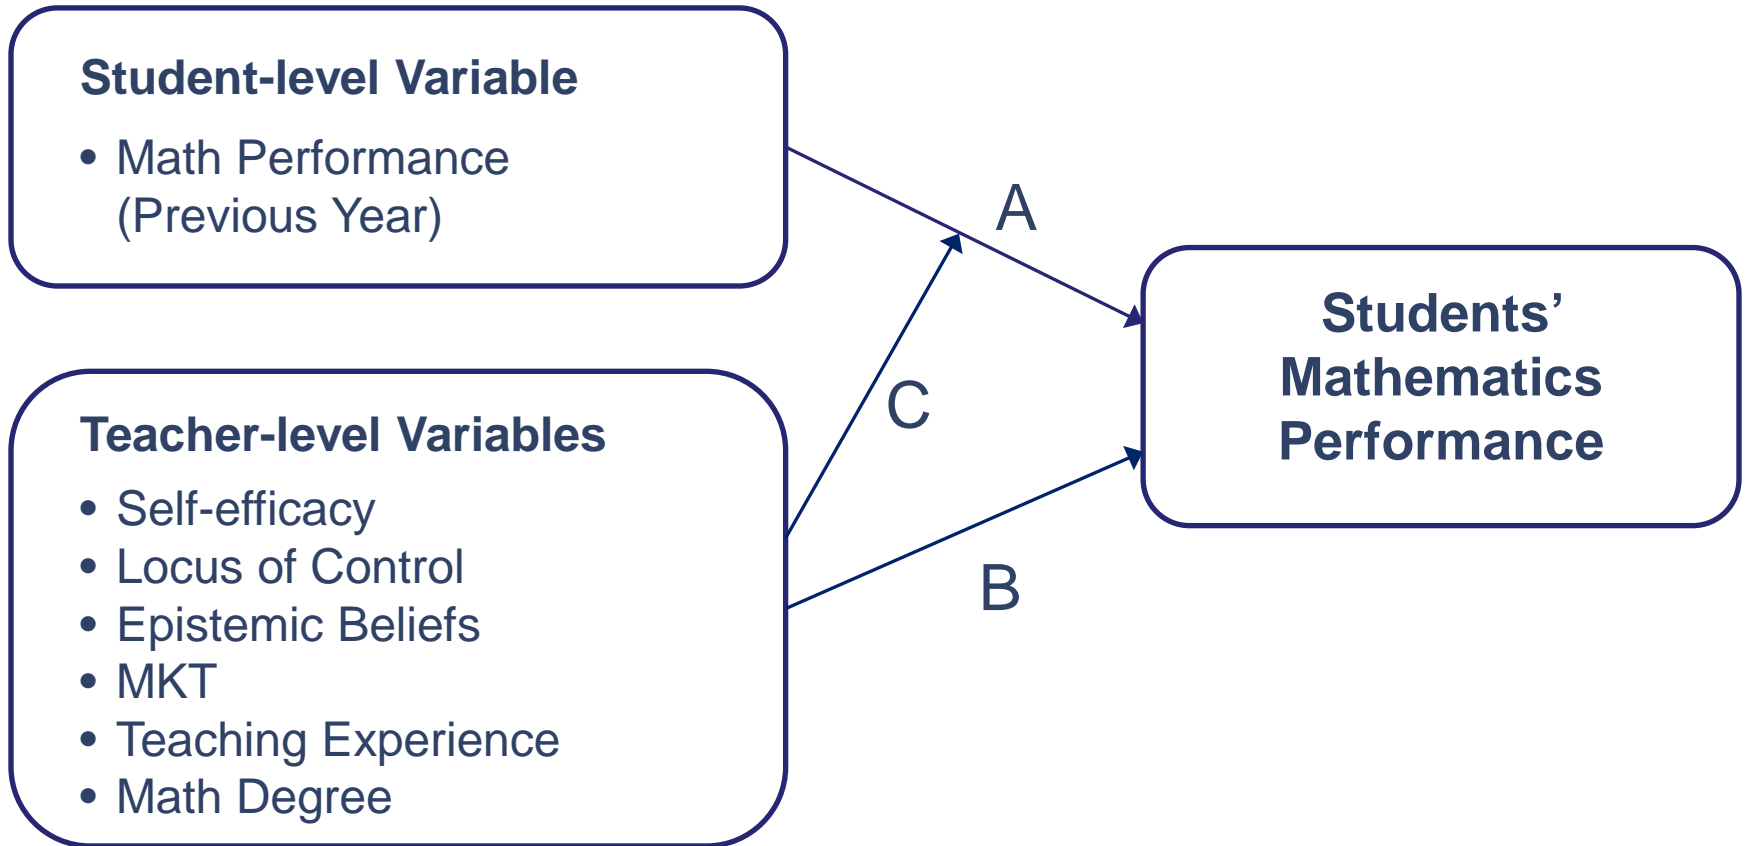 Student-level Variable
• Math Performance
(Previous Year)
A
Students’
Mathematics
Performance
C
Teacher-level Variables
• Self-efficacy
• Locus of Control
• Epistemic Beliefs
• MKT
• Teaching Experience
• Math Degree
B